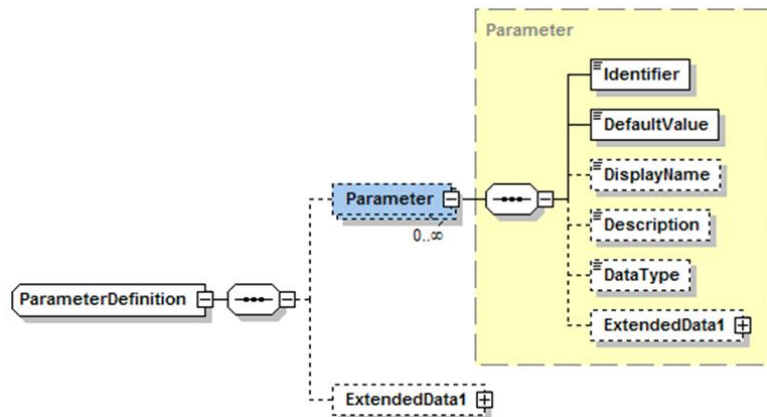 Parameter
Identifier
DefaultValue
DisplayName
Parameter
0..∞
Description
DataType
ParameterDefinition
ExtendedData1
ExtendedData1